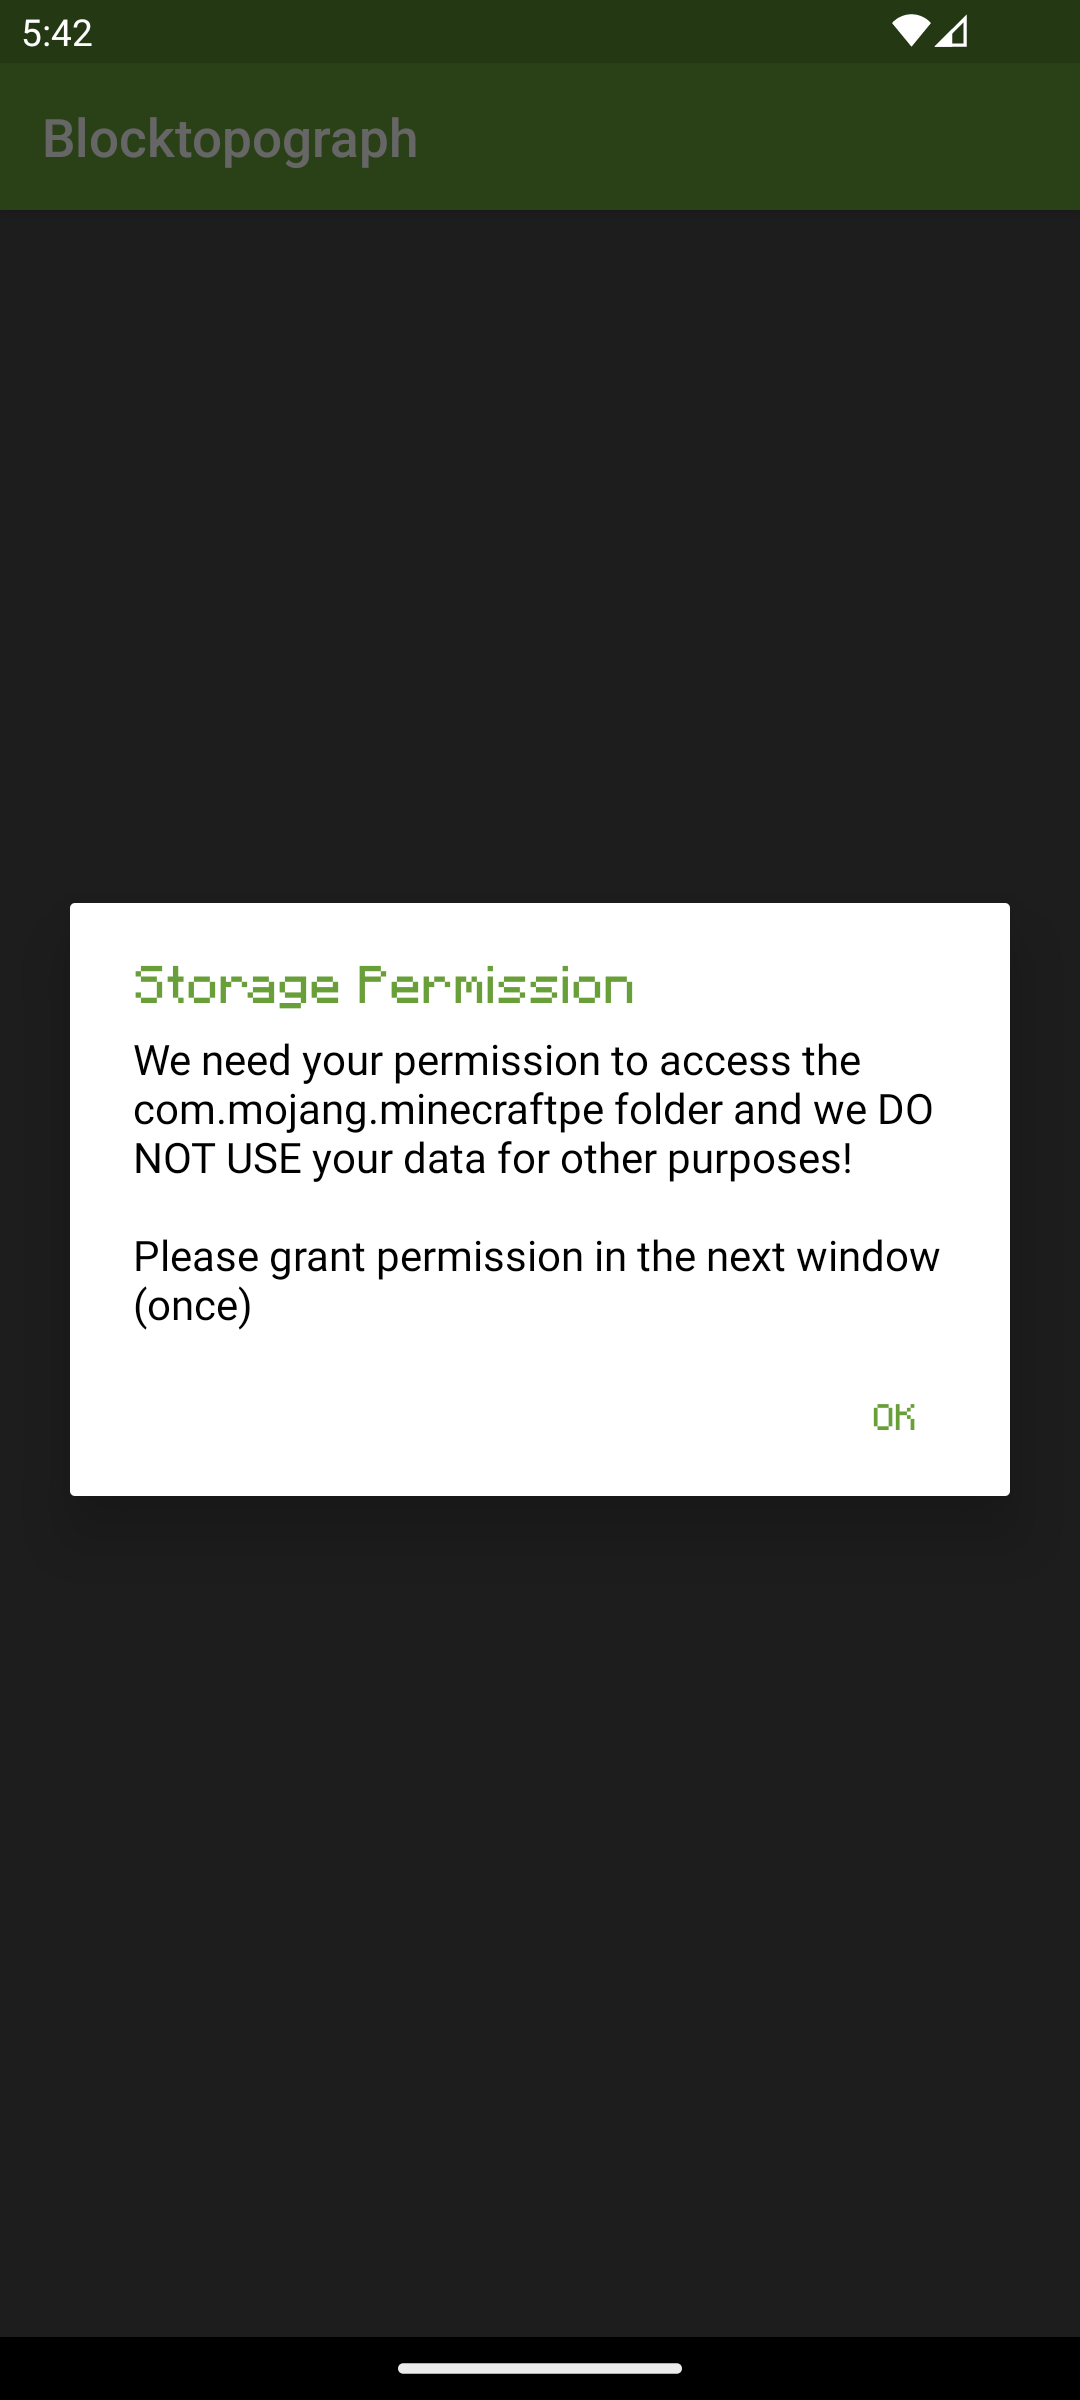 5:42
Blocktopograph
Storage Permission
We need your permission to access the
com.mojang.minecraftpe folder and we DO
NOT USE your data for other purposes!
Please grant permission in the next window
(once)
OK